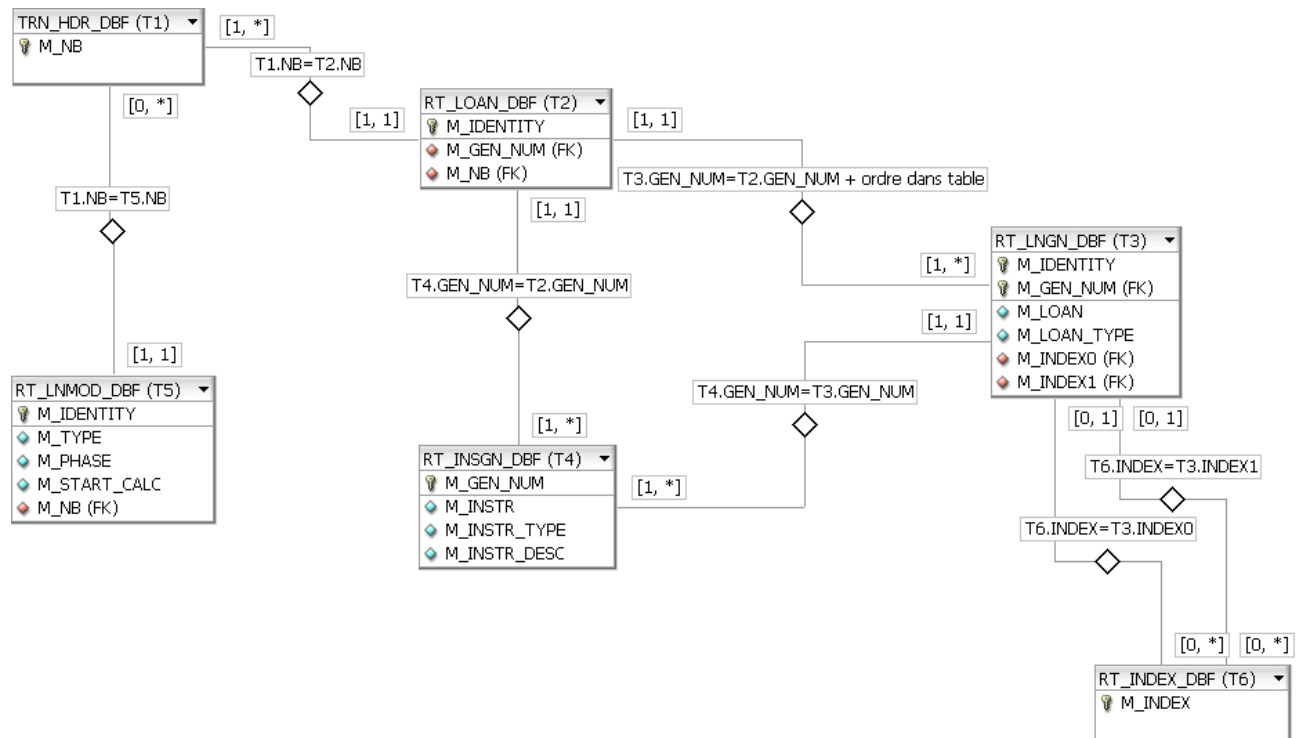 TRN_HDR_DBF (T1)
M_NB
[1, *]
T1.NB=T2.NB
[0, *]
[1, 1]
RT_LOAN_DBF (T2)
M_IDENTITY
M_GEN_NUM (FK)
M_NB (FK)
[1, 1]
T3.GEN_NUM=T2.GEN_NUM + ordre dans table
T1.NB=T5.NB
[1, 1]
RT_LNGN_DBF (T3)
M_IDENTITY
M_GEN_NUM (FK)
M_LOAN
M_LOAN_TYPE
M_INDEX0 (FK)
M_INDEX1 (FK)
[1, *]
T4.GEN_NUM=T2.GEN_NUM
[1, 1]
[1, 1]
RT_LNMOD_DBF (T5)
M_IDENTITY
M_TYPE
M_PHASE
M_START_CALC
M_NB (FK)
T4.GEN_NUM=T3.GEN_NUM
[1, *]
RT_INSGN_DBF (T4)
M_GEN_NUM
M_INSTR
M_INSTR_TYPE
M_INSTR_DESC
[1, *]
[0, 1]
[0, 1]
T6.INDEX=T3.INDEX1
T6.INDEX=T3.INDEX0
[0, *]
[0, *]
RT_INDEX_DBF (T6)
M_INDEX